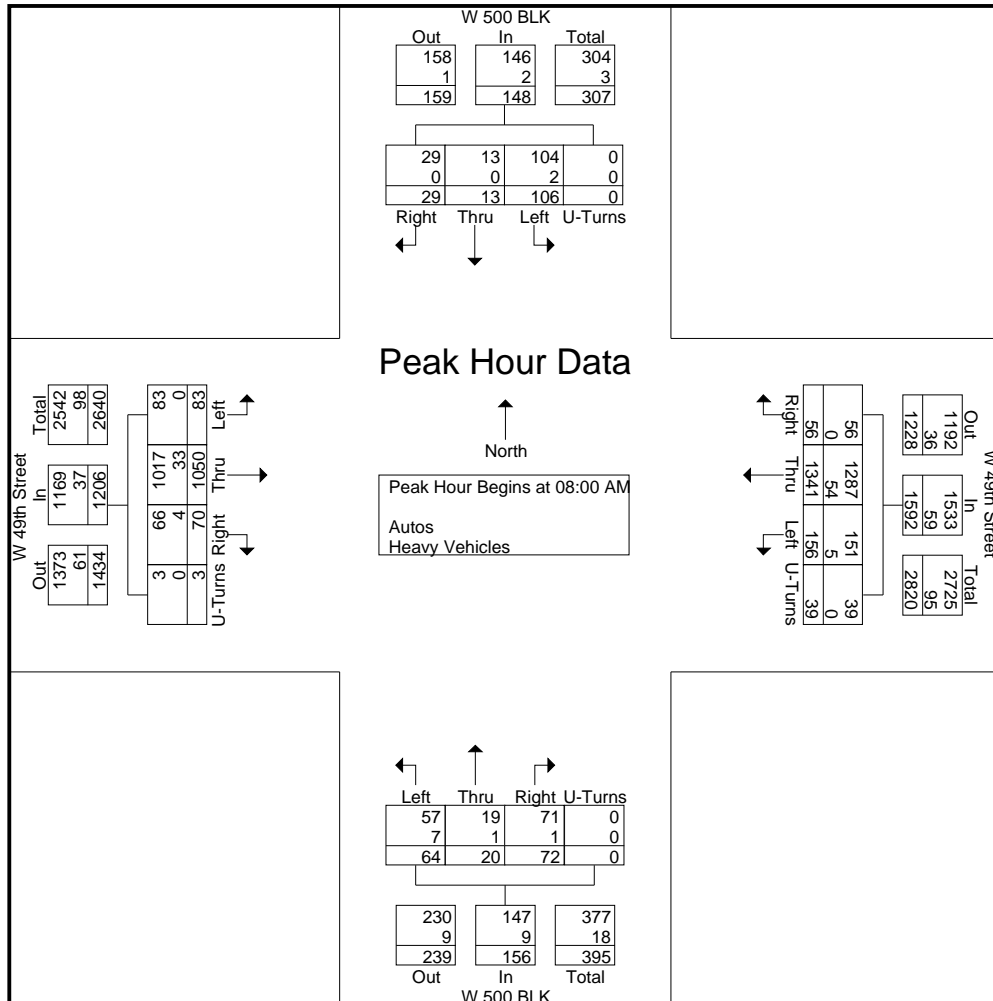 W 500 BLK
Out In Total
158 146 304
1 2 3
159 148 307
29 13 104 0
0 0 2 0
29 13 106 0
Right Thru Left U-Turns
Peak Hour Data
North
Peak Hour Begins at 08:00 AM
Autos
Heavy Vehicles
W 49th Street
Total In Out
2542 1169 1373
98 37 61
2640 1206 1434
83 1017 66 3
0 33 4 0
83 1050 70 3
Left Thru Right U-Turns
W 49th Street
Out In Total
1192 1533 2725
36 59 95
1228 1592 2820
56 1287 151 39
0 54 5 0
56 1341 156 39
Right Thru Left U-Turns
Left Thru Right U-Turns
57 19 71 0
7 1 1 0
64 20 72 0
230 147 377
9 9 18
239 156 395
Out In Total
W 500 BLK